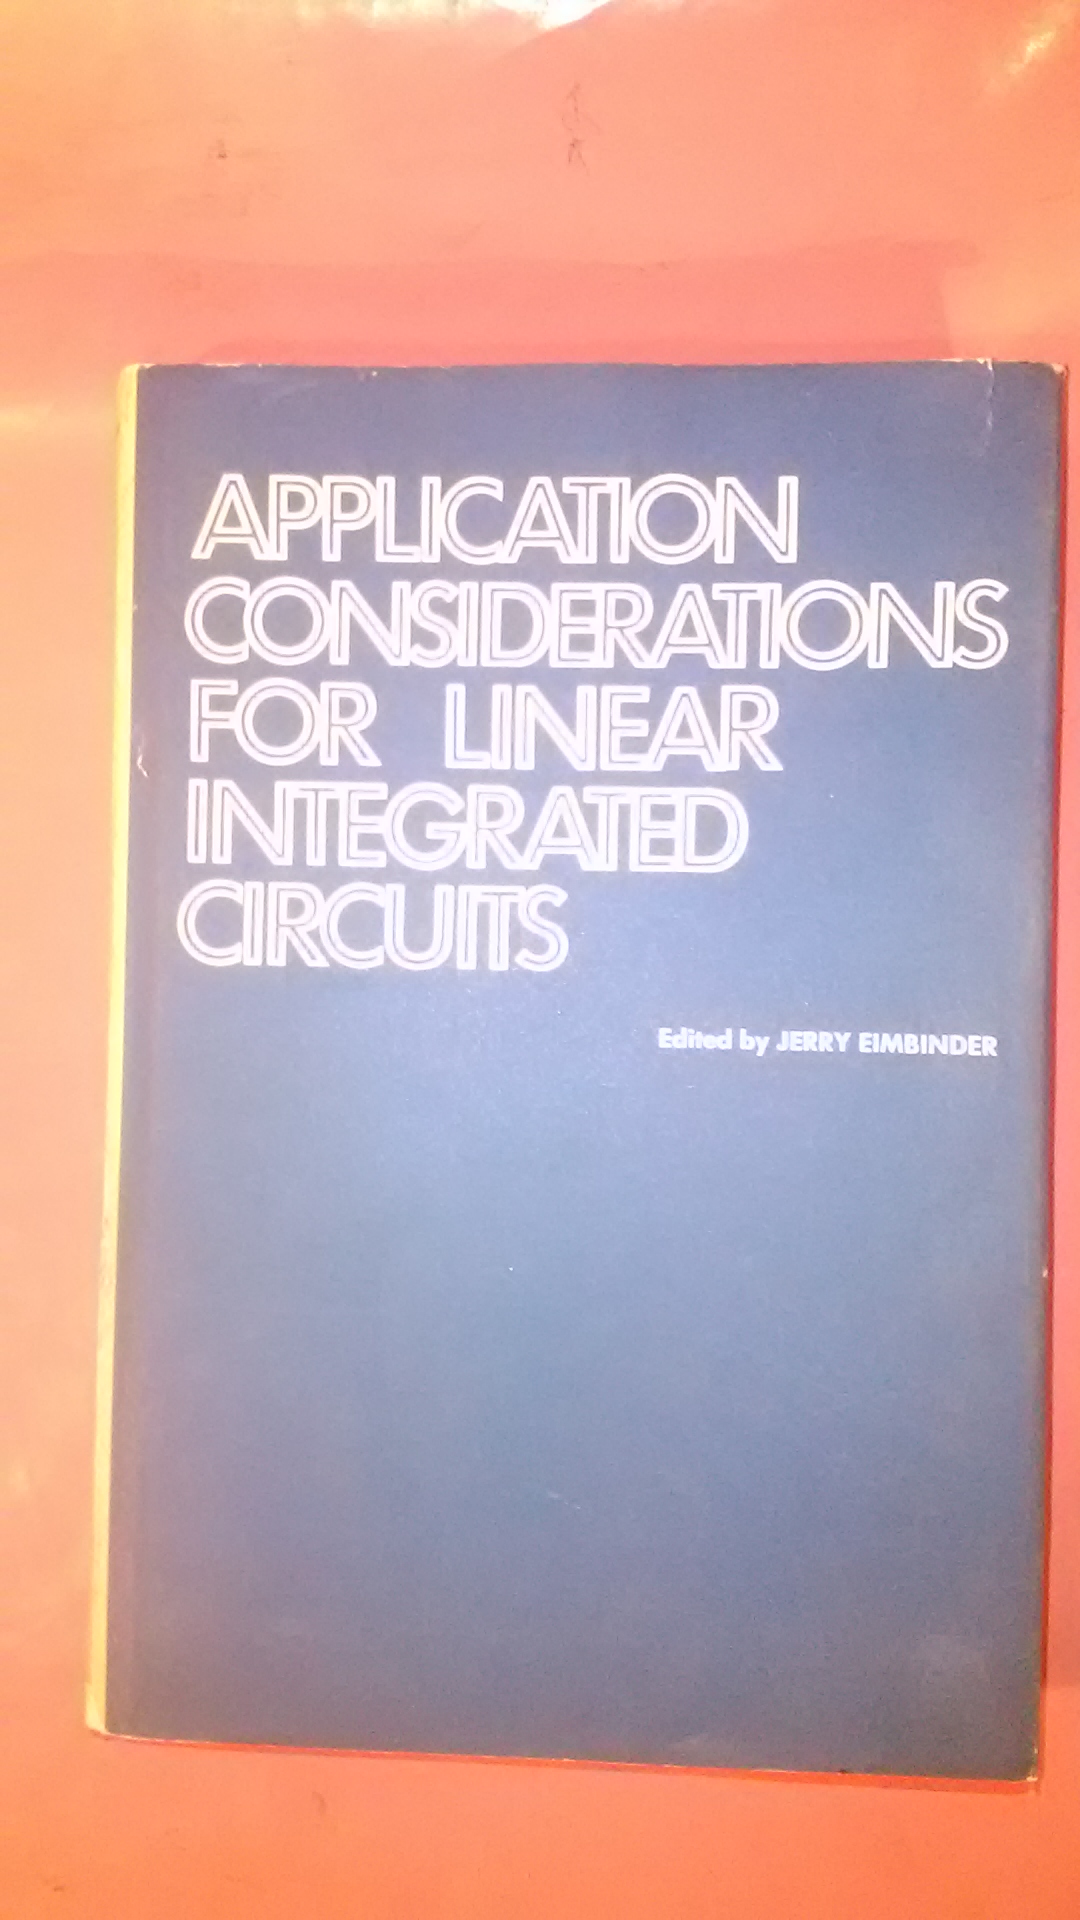 APPLICATION
CONSIDERATIONS
FOR LINEAR
INTEGRATED
CIRCUITS
Edited by JERRY EIMBINDER